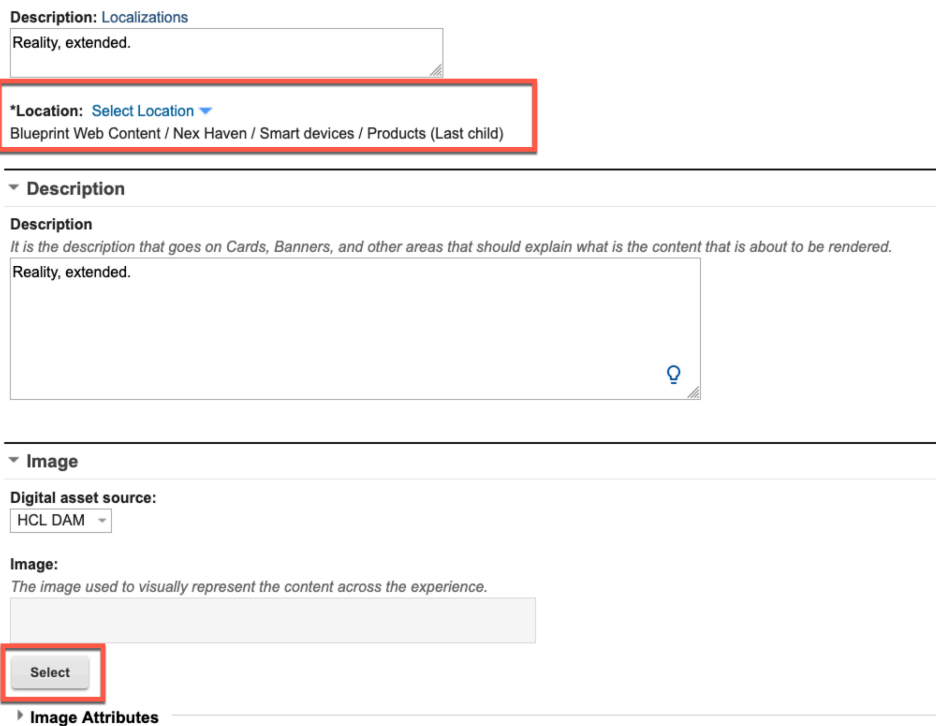 Description: Localizations
Reality, extended.
*Location: Select Location
Blueprint Web Content / Nex Haven / Smart devices / Products (Last child)
Description
Description
It is the description that goes on Cards, Banners, and other areas that should explain what is the content that is about to be rendered.
Reality, extended.
Image
Digital asset source:
HCL DAM
Image:
The image used to visually represent the content across the experience.
Select
Image Attributes